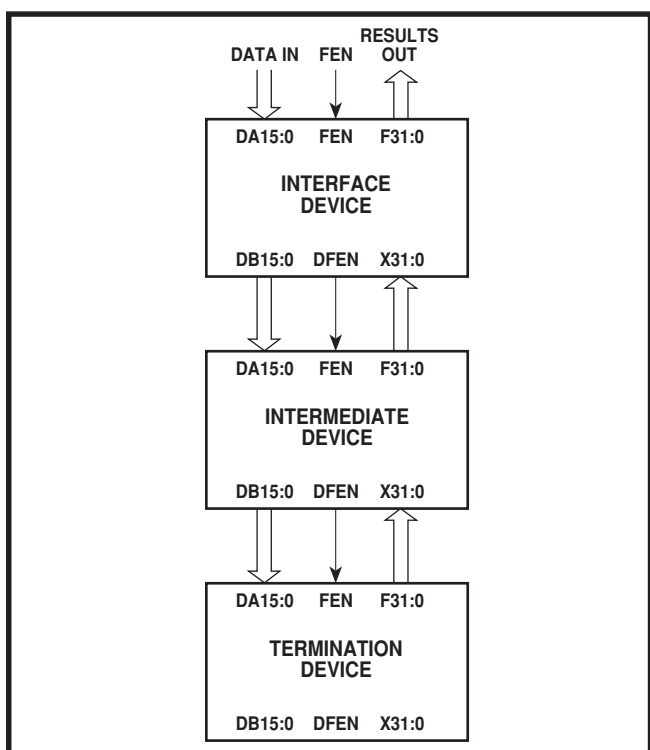 RESULTS
DATA IN FEN OUT
DA15:0 FEN F31:0
INTERFACE
DEVICE
DB15:0 DFEN X31:0
DA15:0 FEN F31:0
INTERMEDIATE
DEVICE
DB15:0 DFEN X31:0
DA15:0 FEN F31:0
TERMINATION
DEVICE
DB15:0 DFEN X31:0